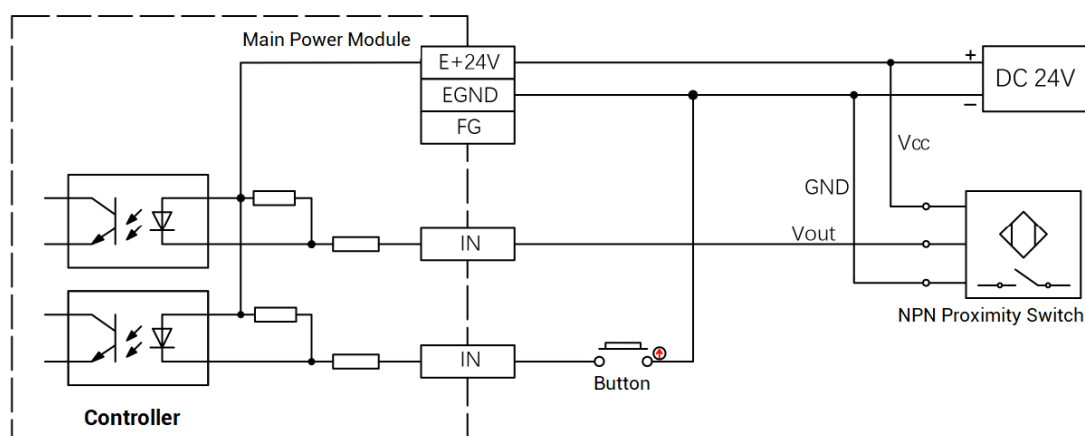 Main Power Module
E+24V
EGND
FG
+
−
DC 24V
Vcc
GND
Vout
IN
NPN Proximity Switch
IN
Button
Controller